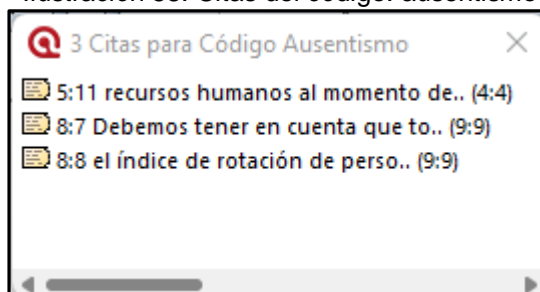 Ilustración 38. Citas del código: ausentismo
3 Citas para Código Ausentismo
5:11 recursos humanos al momento de.. (4:4)
8:7 Debemos tener en cuenta que to.. (9:9)
8:8 el índice de rotación de perso.. (9:9)